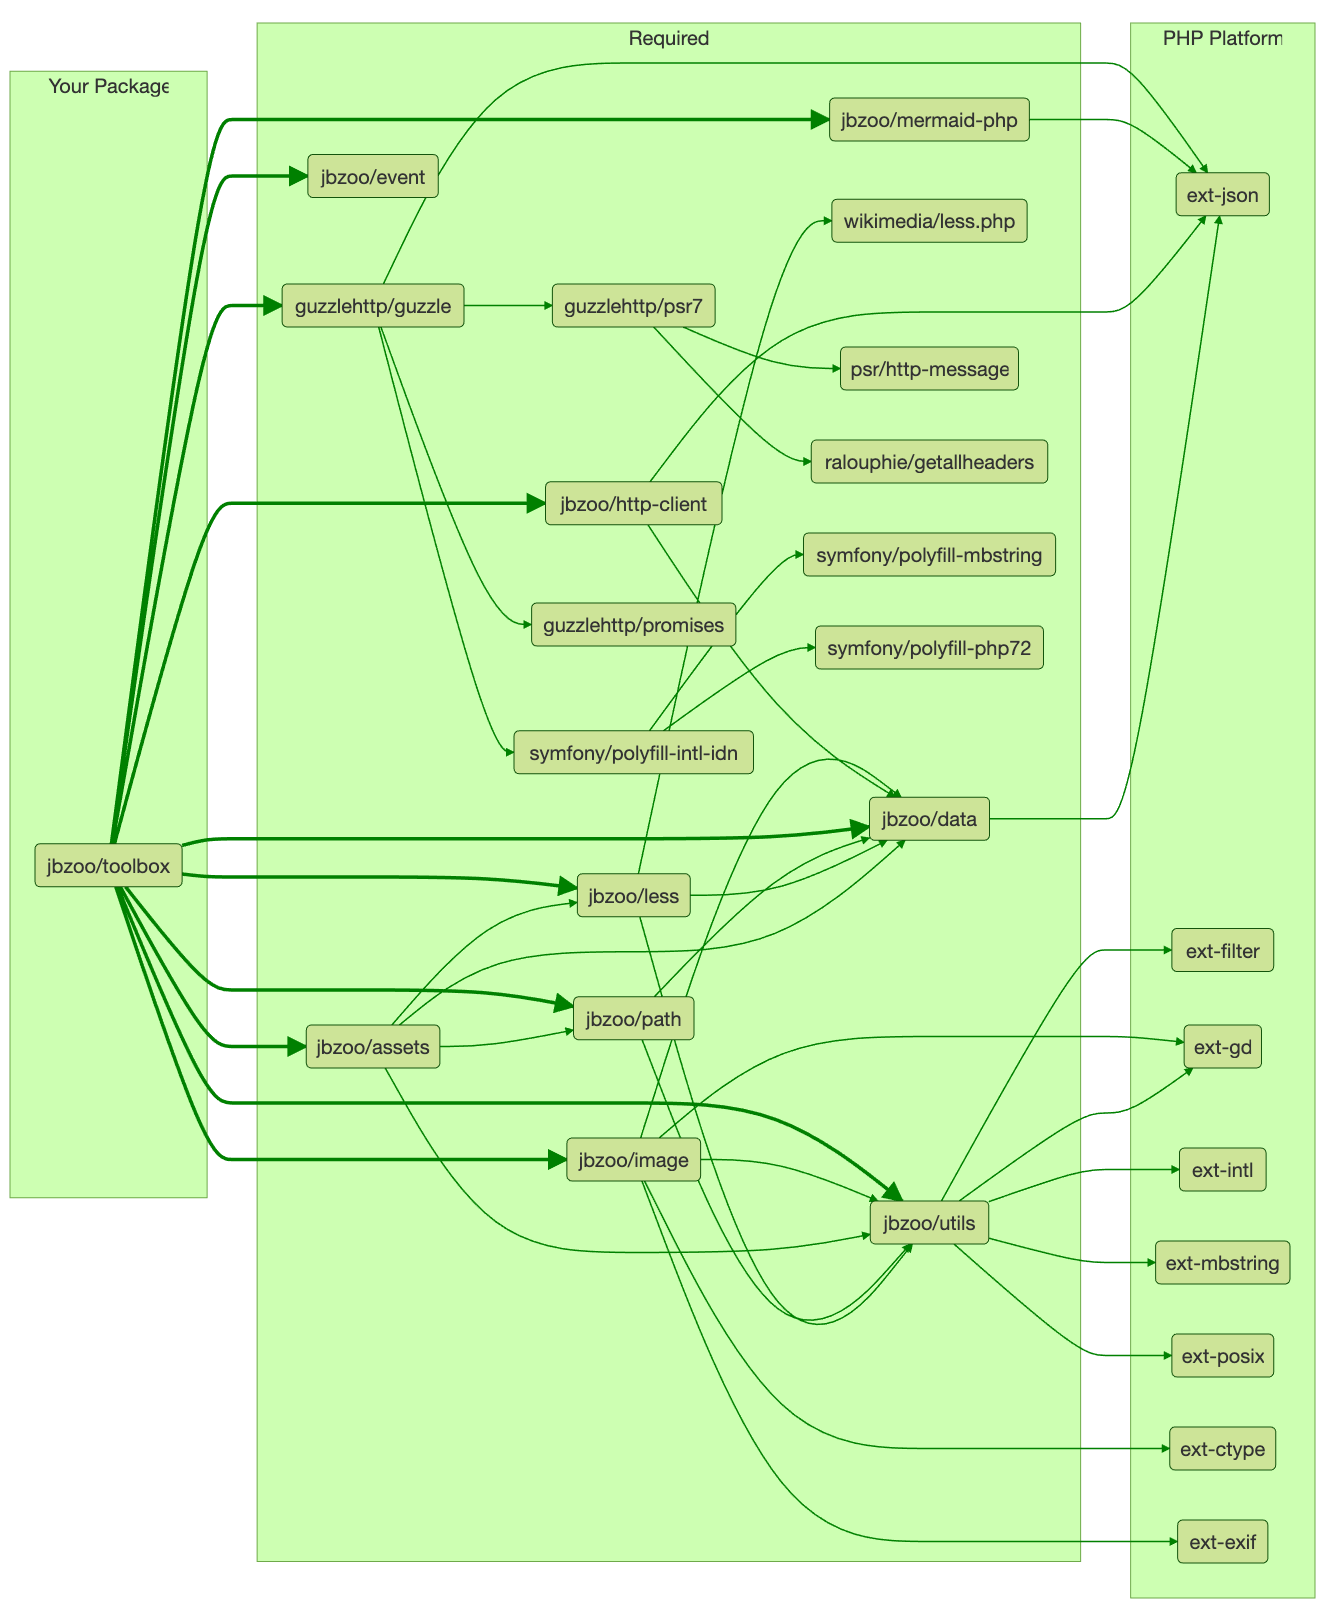 Your Package
jbzoo/toolbox
Required
jbzoo/mermaid-php
jbzoo/event
wikimedia/less.php
guzzlehttp/guzzle
guzzlehttp/psr7
psr/http-message
ralouphie/getallheaders
jbzoo/http-client
symfony/polyfill-mbstring
guzzlehttp/promises
symfony/polyfill-php72
symfony/polyfill-intl-idn
jbzoo/data
jbzoo/less
jbzoo/path
jbzoo/assets
jbzoo/image
jbzoo/utils
PHP Platform
ext-json
ext-filter
ext-gd
ext-intl
ext-mbstring
ext-posix
ext-ctype
ext-exif